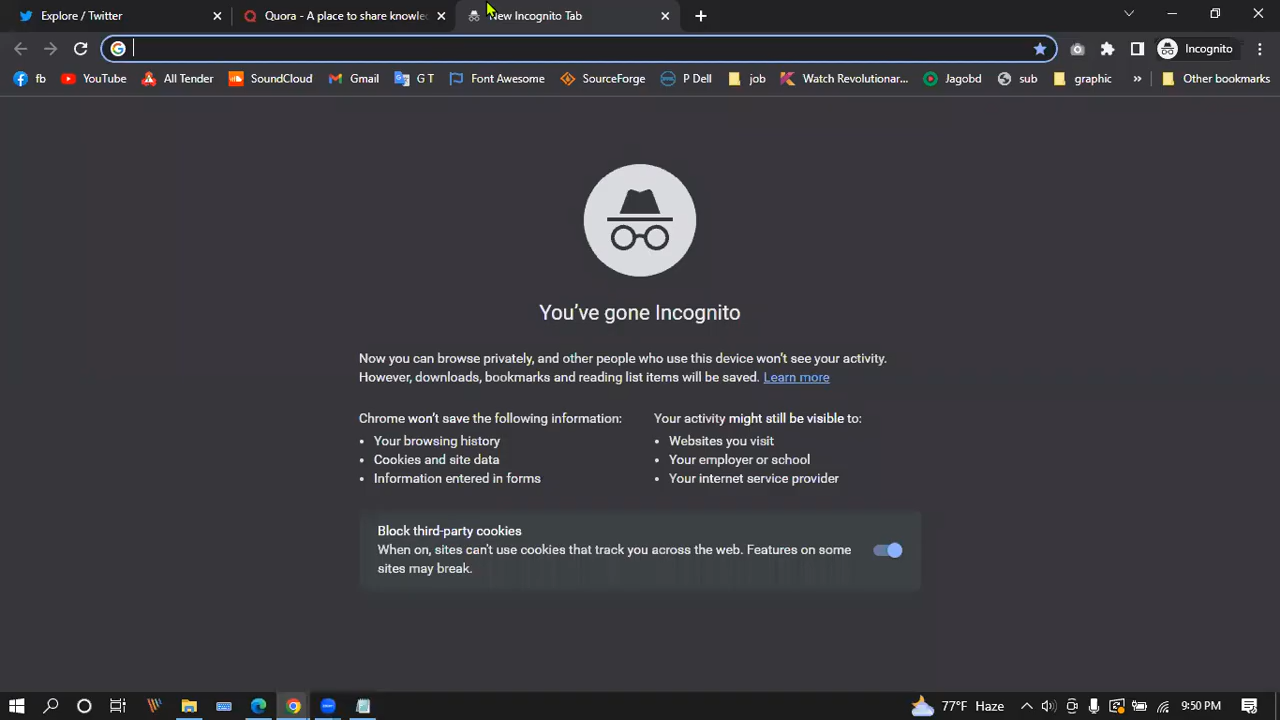 Explore / Twitter
Quora - A place to share knowle
New Incognito Tab
Incognito
fb
YouTube
All Tender
SoundCloud
Gmail
G T
Font Awesome
SourceForge
P Dell
job
Watch Revolutionar...
Jagobd
sub
graphic
»
Other bookmarks
You've gone Incognito
Now you can browse privately, and other people who use this device won't see your activity.
However, downloads, bookmarks and reading list items will be saved. Learn more
Chrome won't save the following information:
• Your browsing history
• Cookies and site data
• Information entered in forms
Your activity might still be visible to:
• Websites you visit
• Your employer or school
• Your internet service provider
Block third-party cookies
When on, sites can't use cookies that track you across the web. Features on some
sites may break.
77°F Haze
9:50 PM